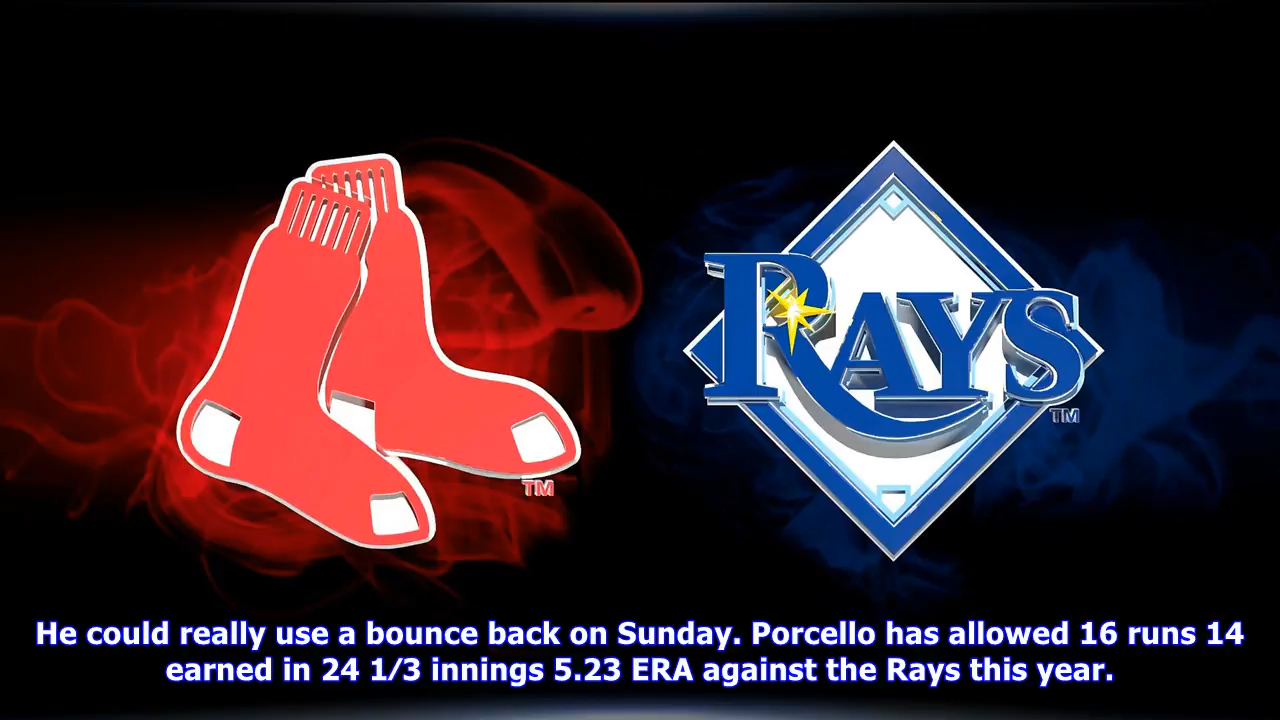 RAYS
TM
TM
He could really use a bounce back on Sunday. Porcello has allowed 16 runs 14
earned in 24 1/3 innings 5.23 ERA against the Rays this year.